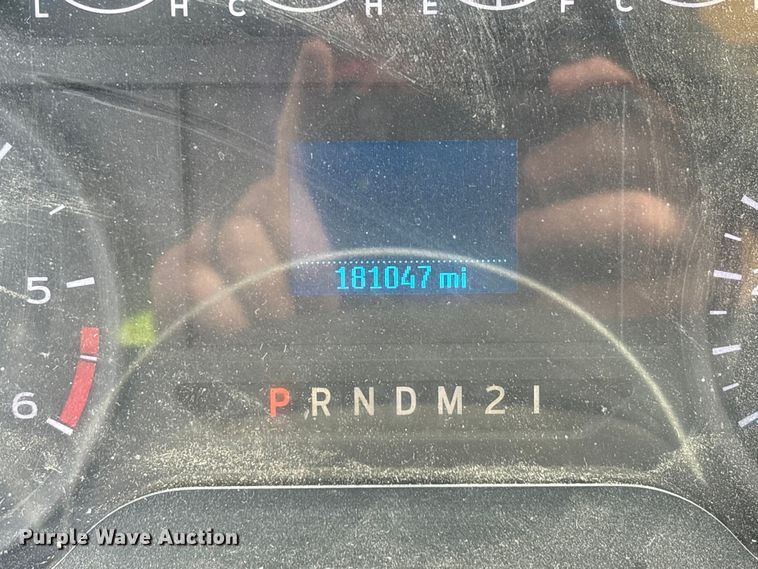 L H C H E F C
5
181047 mi
6
P R N D M 2 1
Purple Wave Auction